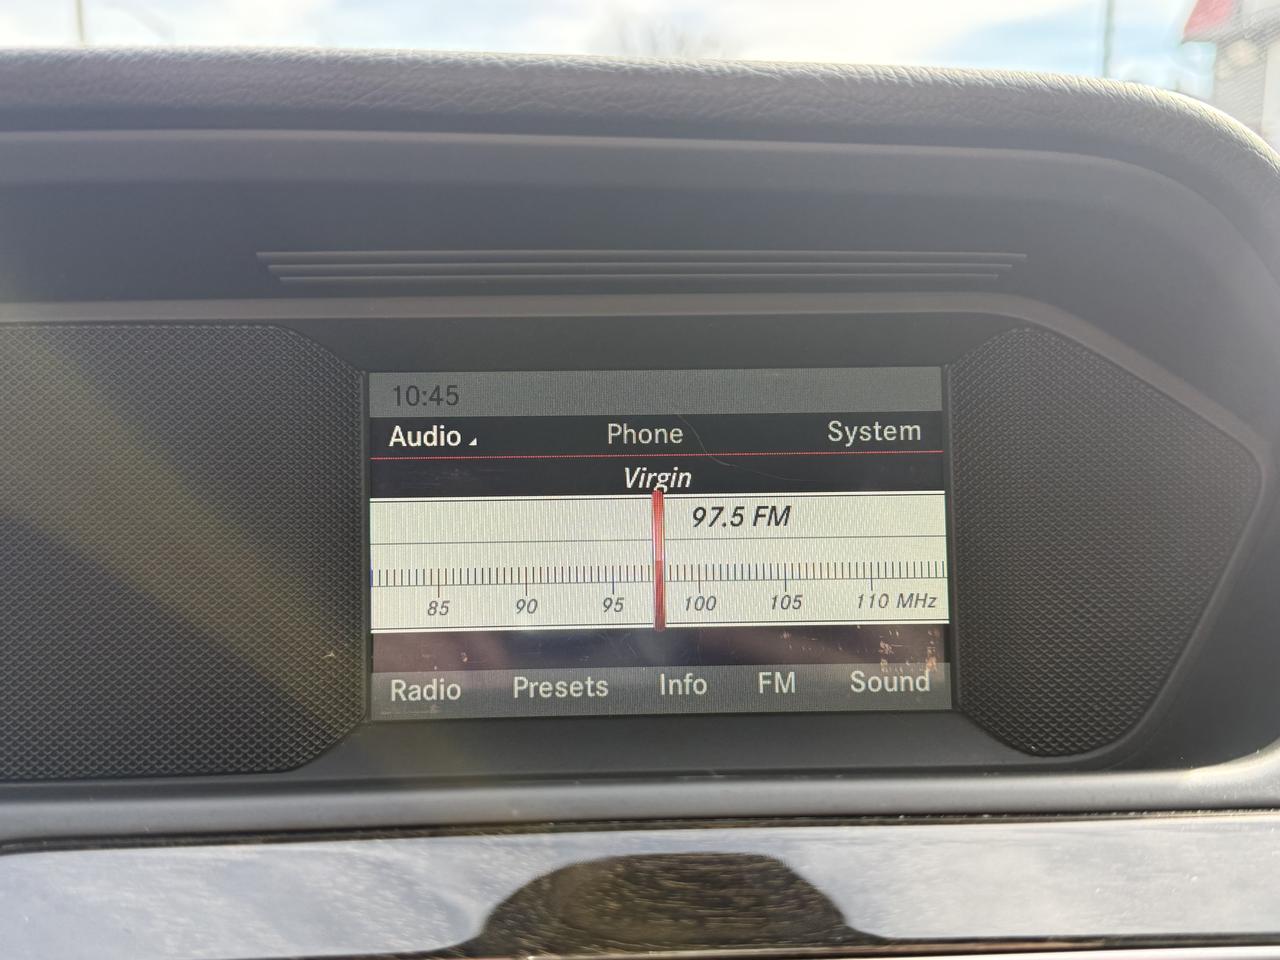 10:45
Audio Phone System
Virgin
97.5 FM
85 90 95 100 105 110 MHz
Radio Presets Info FM Sound